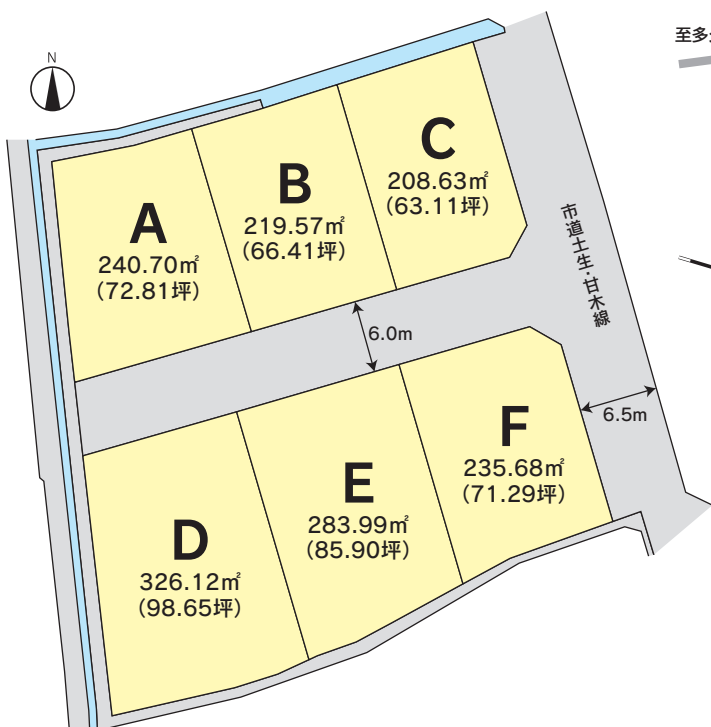 N
至多
A
240.70㎡
(72.81坪)
B
219.57㎡
(66.41坪)
C
208.63㎡
(63.11坪)
市道土生・甘木線
6.0m
6.5m
D
326.12㎡
(98.65坪)
E
283.99㎡
(85.90坪)
F
235.68㎡
(71.29坪)